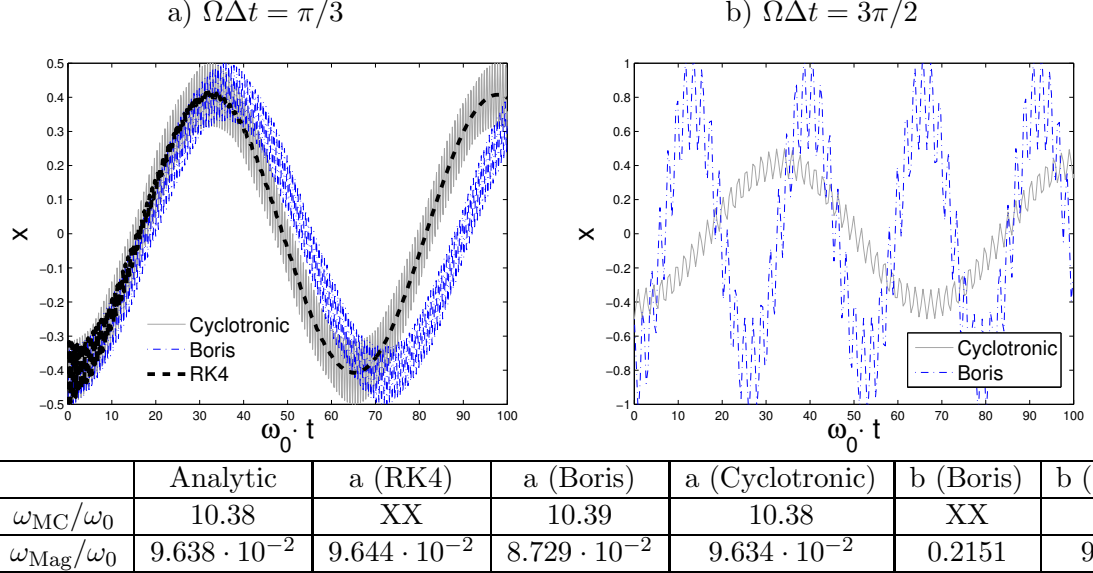 a) ΩΔt = π/3
b) ΩΔt = 3π/2
0.5
0.4
0.3
0.2
0.1
0
−0.1
−0.2
−0.3
−0.4
−0.5
x
Cyclotronic
Boris
RK4
0 10 20 30 40 50 60 70 80 90 100
ω0· t
1
0.8
0.6
0.4
0.2
0
−0.2
−0.4
−0.6
−0.8
−1
x
Cyclotronic
Boris
0 10 20 30 40 50 60 70 80 90 100
ω0· t
Analytic a (RK4) a (Boris) a (Cyclotronic) b (Boris) b (
ωMC/ω0 10.38 XX 10.39 10.38 XX
ωMag/ω0 9.638 · 10−2 9.644 · 10−2 8.729 · 10−2 9.634 · 10−2 0.2151 9